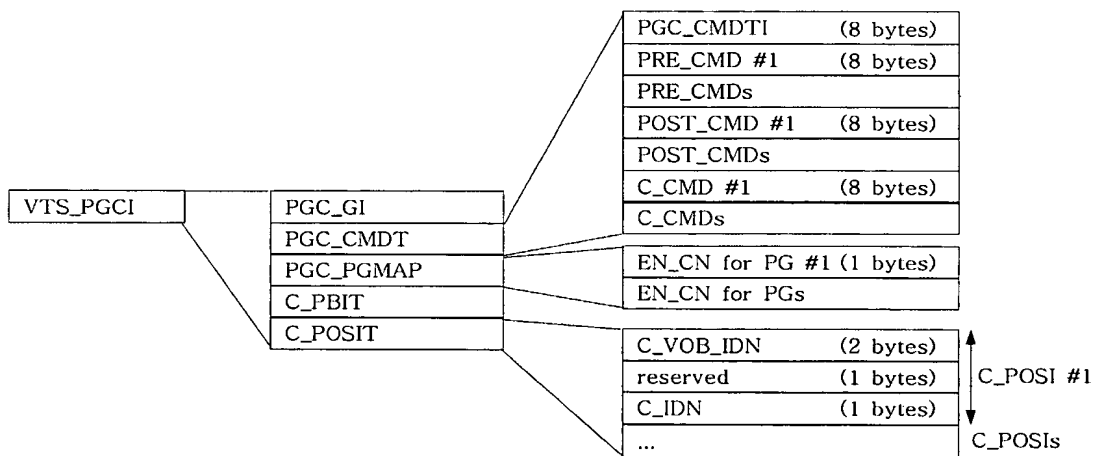 VTS_PGCI
PGC_GI
PGC_CMDT
PGC_PGMAP
C_PBIT
C_POSIT
PGC_CMDTI (8 bytes)
PRE_CMD #1 (8 bytes)
PRE_CMDs
POST_CMD #1 (8 bytes)
POST_CMDs
C_CMD #1 (8 bytes)
C_CMDs
EN_CN for PG #1 (1 bytes)
EN_CN for PGs
C_VOB_IDN (2 bytes)
reserved (1 bytes)
C_IDN (1 bytes)
...
C_POSI #1
C_POSIs